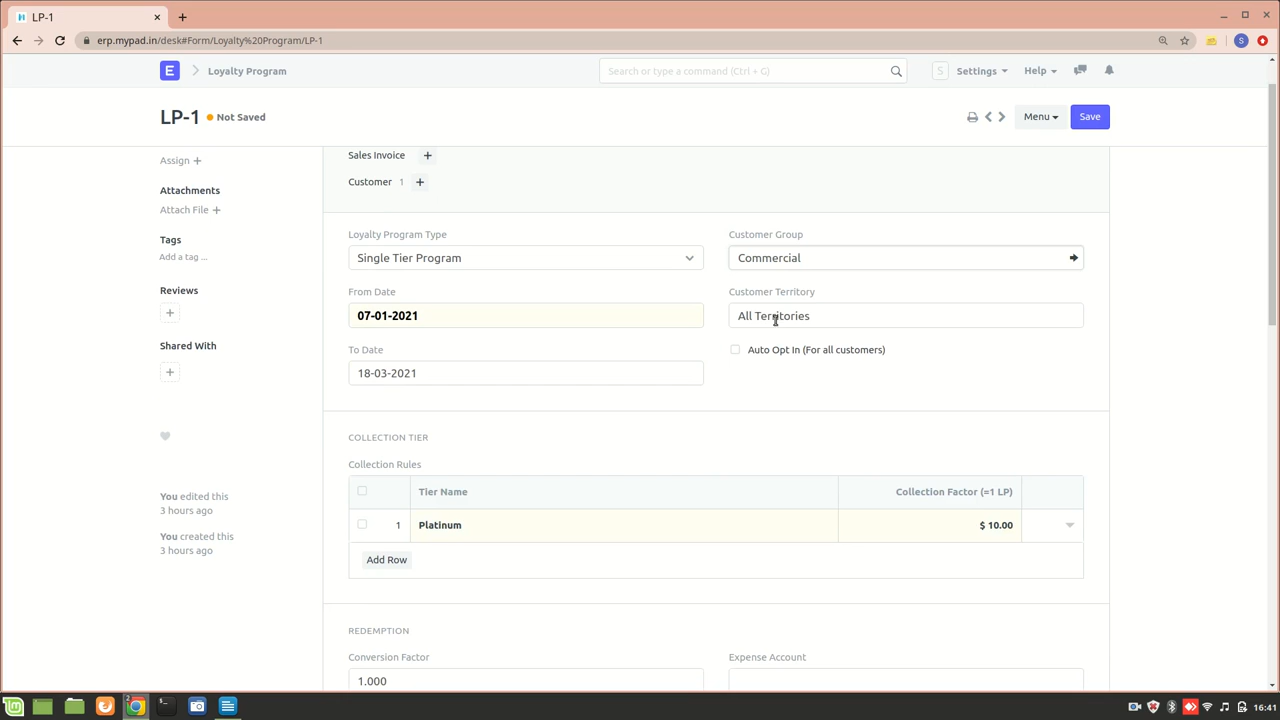 LP-1
erp.mypad.in/desk#Form/Loyalty%20Program/LP-1
S
E
Loyalty Program
Search or type a command (Ctrl + G)
S
Settings
Help
LP-1
Not Saved
Menu
Save
Assign +
Attachments
Attach File +
Tags
Add a tag ...
Reviews
+
Shared With
+
You edited this
3 hours ago
You created this
3 hours ago
Sales Invoice +
Customer 1 +
Loyalty Program Type
Single Tier Program
Customer Group
Commercial
From Date
07-01-2021
Customer Territory
All Territories
To Date
18-03-2021
Auto Opt In (For all customers)
COLLECTION TIER
Collection Rules
Tier Name Collection Factor (=1 LP)
1 Platinum $ 10.00
Add Row
REDEMPTION
Conversion Factor
1.000
Expense Account
2
16:41